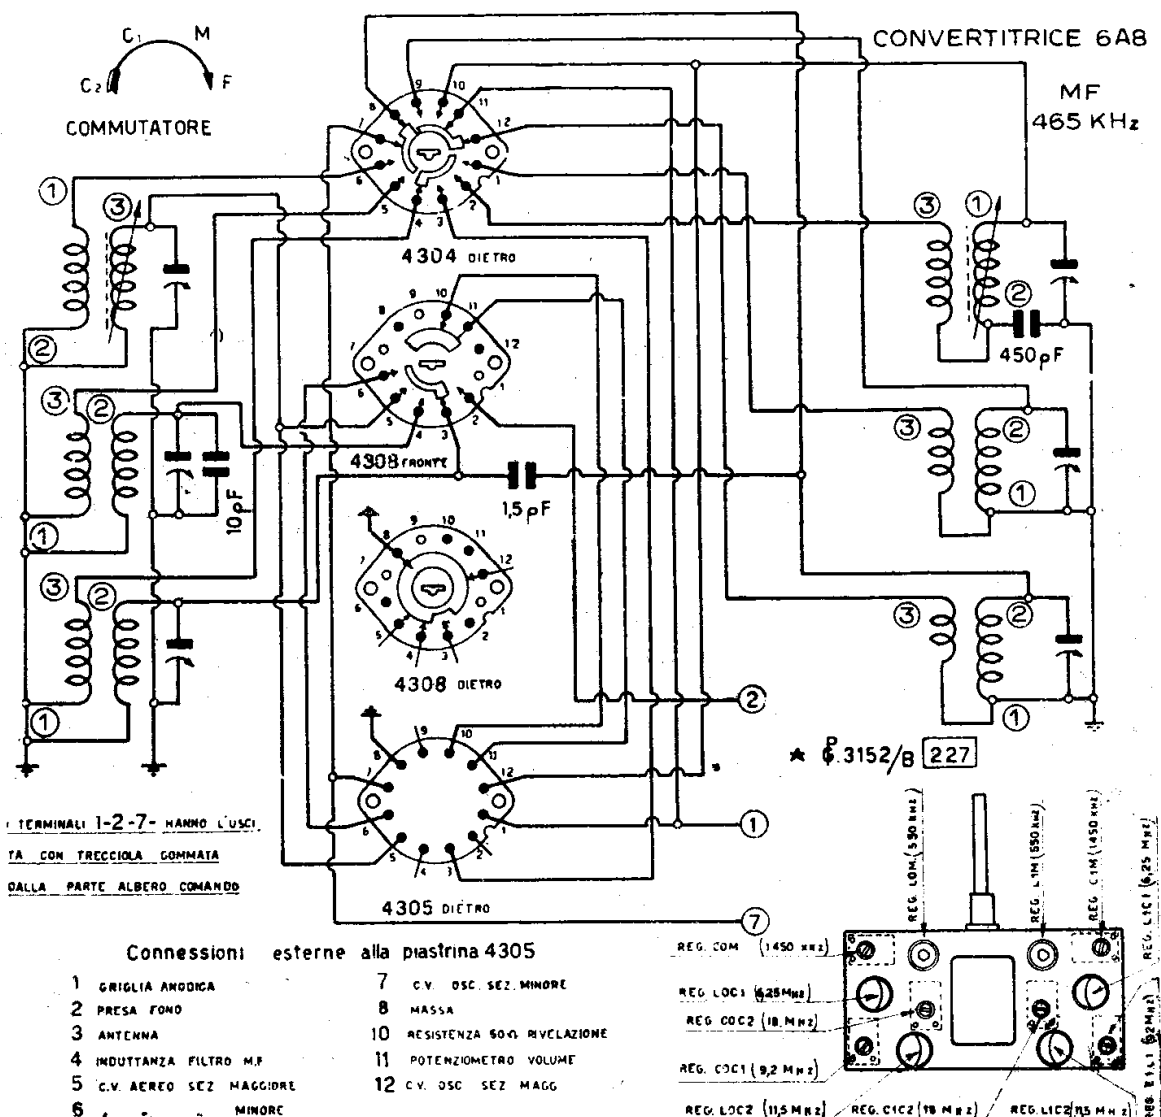 CONVERTITRICE 6A8
MF
465 KHz
C1 M
C2 F
COMMUTATORE
4304 DIETRO
4308 FRONTE
4308 DIETRO
4305 DIETRO
450 pF
10 pF
1,5 pF
★ 3152/B 227
TERMINALI 1-2-7- HANNO L'USCI
TA CON TRECCIOLA GOMMATA
DALLA PARTE ALBERO COMANDO
Connessioni esterne alla piastrina 4305
1 GRIGLIA ANODICA
2 PRESA FONO
3 ANTENNA
4 INDUTTANZA FILTRO M.F
5 C.V. AEREO SEZ MAGGIORE
6 MINORE
7 C.V. OSC. SEZ. MINORE
8 MASSA
10 RESISTENZA 50Ω RIVELAZIONE
11 POTENZIOMETRO VOLUME
12 C.V. OSC SEZ MAGG
REG. LOM. (550 KHz)
REG. L1M (550 KHz)
REG C1M (1450 KHz)
REG. L1C1 (6,25 MHz)
REG. COM (1450 KHz)
REG LOC1 (6,25 MHz)
REG COC2 (18, MHz)
REG. COC1 (9,2 MHz)
REG LOC2 (11,5 MHz)
REG. C1C2 (18 MHz)
REG. L1C2 (11,5 MHz)